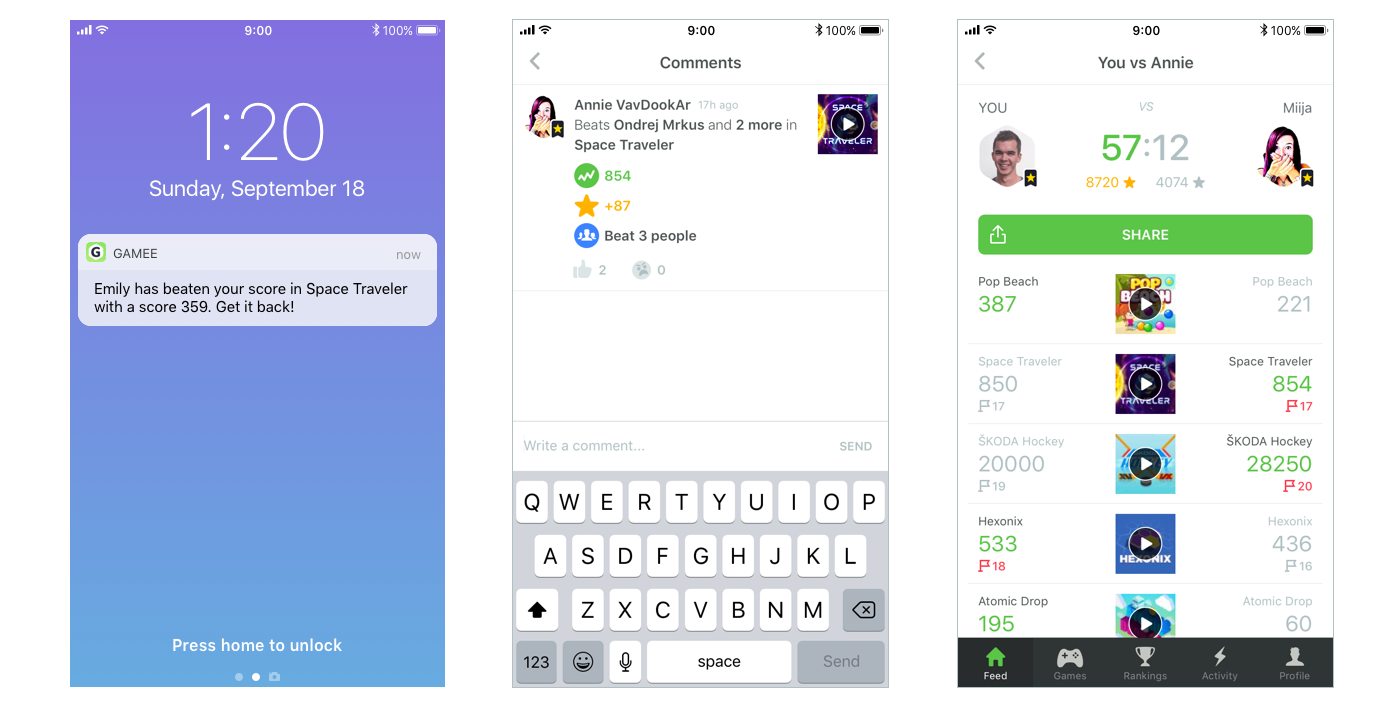 9:00
100%
1:20
Sunday, September 18
G
GAMEE
now
Emily has beaten your score in Space Traveler
with a score 359. Get it back!
Press home to unlock
9:00
100%
Comments
Annie VavDookAr 17h ago
Beats Ondrej Mrkus and 2 more in
Space Traveler
SPACE
TRAVELER
854
+87
Beat 3 people
2
0
Write a comment...
SEND
Q W E R T Y U I O P
A S D F G H J K L
Z X C V B N M
123
space
Send
9:00
100%
You vs Annie
YOU
VS
Miija
57:12
8720
4074
SHARE
Pop Beach
387
POP
BEACH
Pop Beach
221
Space Traveler
850
17
SPACE
TRAVELER
Space Traveler
854
17
ŠKODA Hockey
20000
19
ŠKODA Hockey
28250
20
Hexonix
533
18
HEXONIX
Hexonix
436
16
Atomic Drop
195
Atomic Drop
60
Feed
Games
Rankings
Activity
Profile